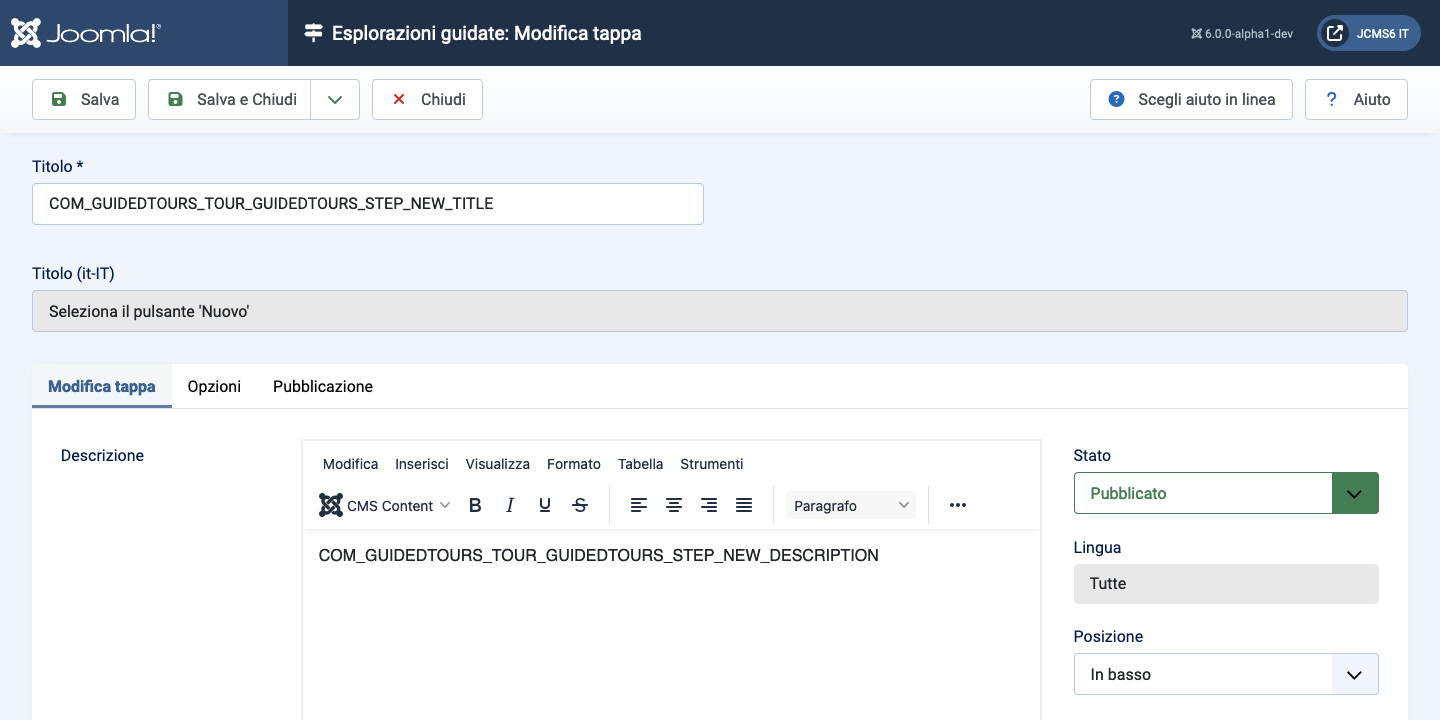 Joomla!®
Esplorazioni guidate: Modifica tappa
6.0.0-alpha1-dev
JCMS6 IT
Salva
Salva e Chiudi
Chiudi
Scegli aiuto in linea
? Aiuto
Titolo *
COM_GUIDEDTOURS_TOUR_GUIDEDTOURS_STEP_NEW_TITLE
Titolo (it-IT)
Seleziona il pulsante 'Nuovo'
Modifica tappa
Opzioni
Pubblicazione
Descrizione
Modifica Inserisci Visualizza Formato Tabella Strumenti
CMS Content B I U S Paragrafo
COM_GUIDEDTOURS_TOUR_GUIDEDTOURS_STEP_NEW_DESCRIPTION
Stato
Pubblicato
Lingua
Tutte
Posizione
In basso